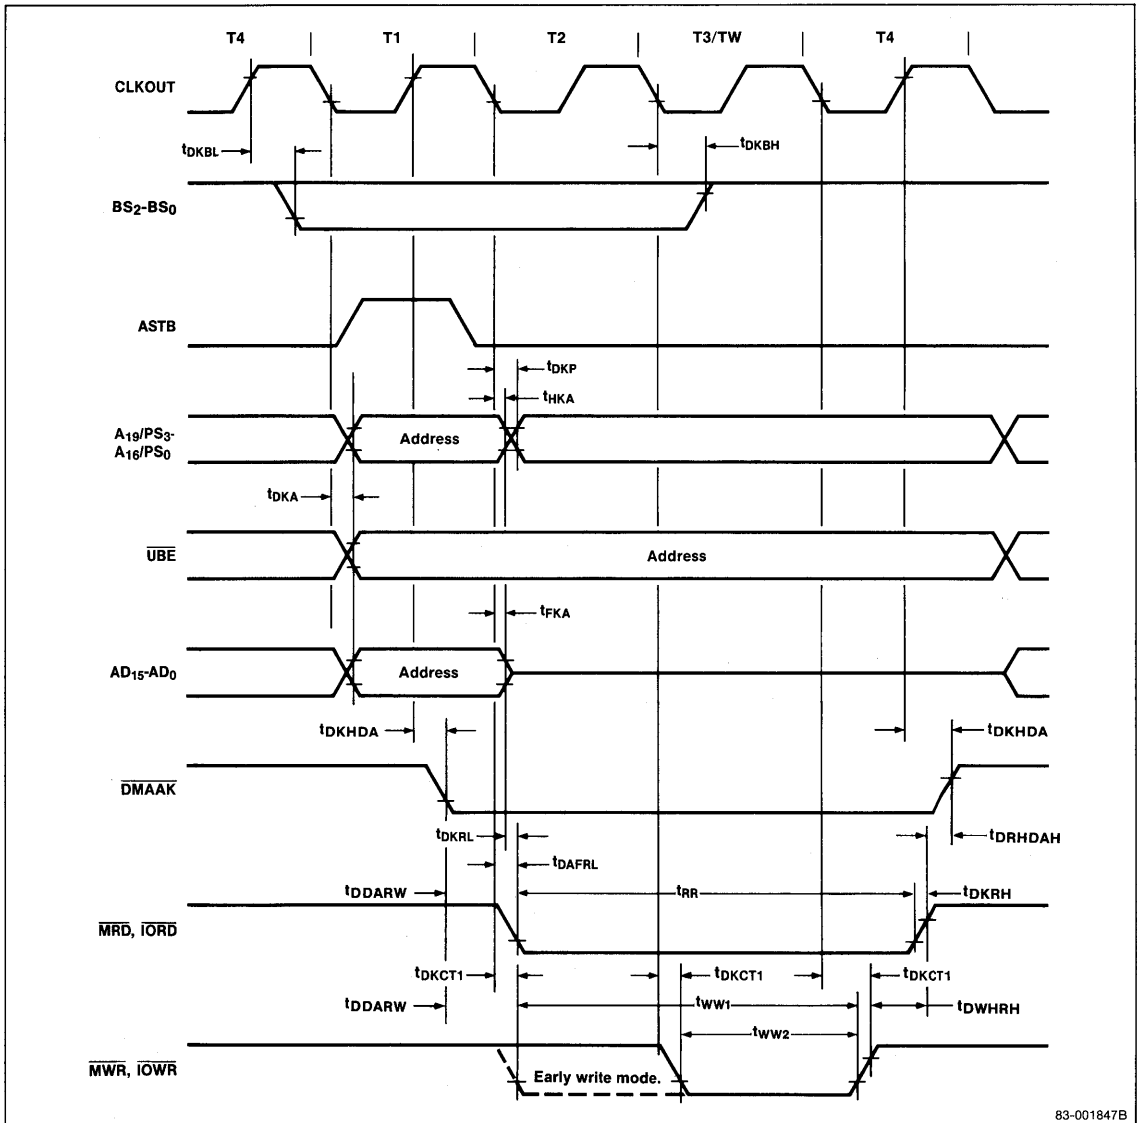 T4 T1 T2 T3/TW T4
CLKOUT
tDKBL tDKBH
BS2-BS0
ASTB
tDKP
tHKA
A19/PS3-
A16/PS0
Address
tDKA
UBE
Address
tFKA
AD15-AD0
Address
tDKHDA tDKHDA
DMAAK
tDKRL tDRHDAH
tDAFRL
tDDARW tRR tDKRH
MRD, IORD
tDKCT1 tDKCT1 tDKCT1
tDDARW tWW1 tDWHRH
tWW2
MWR, IOWR
Early write mode.
83-001847B